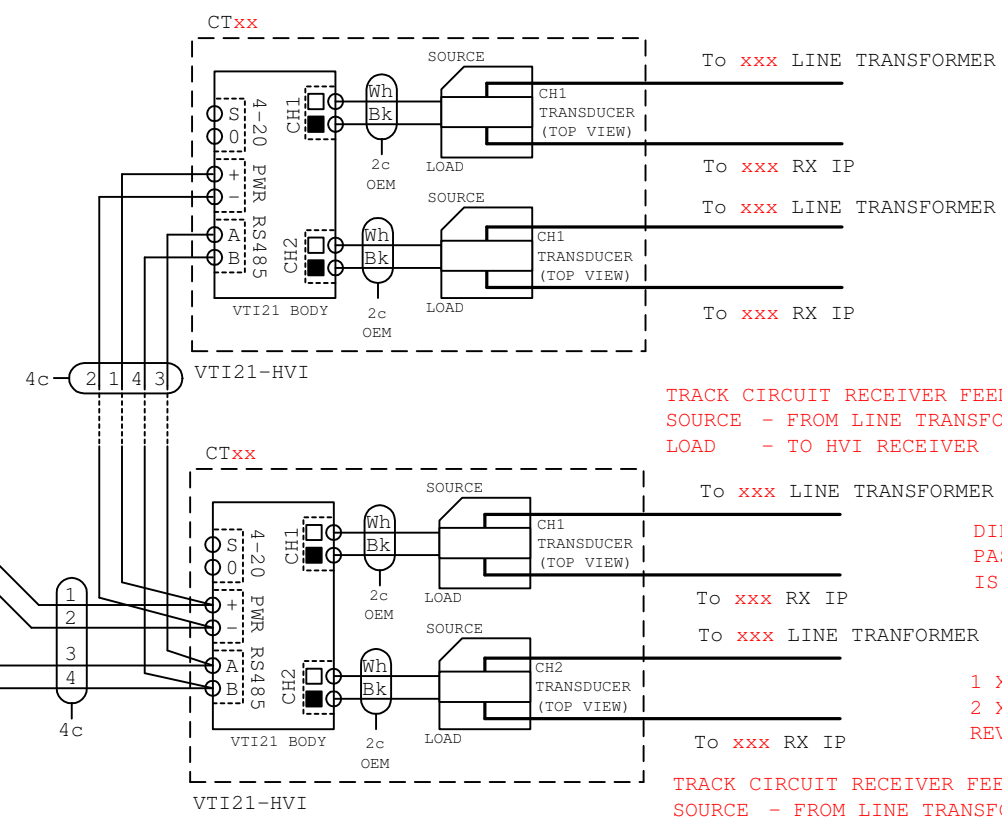 CTxx
SOURCE
To xxx LINE TRANSFORMER
S
0
4-20
CH1
Wh
Bk
CH1
TRANSDUCER
(TOP VIEW)
2c
OEM
LOAD
To xxx RX IP
+
-
PWR
SOURCE
To xxx LINE TRANSFORMER
A
B
RS485
CH2
Wh
Bk
CH1
TRANSDUCER
(TOP VIEW)
VTI21 BODY
2c
OEM
LOAD
To xxx RX IP
VTI21-HVI
4c
2 1 4 3
TRACK CIRCUIT RECEIVER
SOURCE - FROM LINE
LOAD - TO HVI RECEIVER
CTxx
SOURCE
To xxx LINE TRANSFORMER
S
0
4-20
CH1
Wh
Bk
CH1
TRANSDUCER
(TOP VIEW)
IS
2c
OEM
LOAD
To xxx RX IP
1
2
3
4
4c
+
-
PWR
SOURCE
To xxx LINE TRANFORMER
A
B
RS485
CH2
Wh
Bk
CH2
TRANSDUCER
(TOP VIEW)
1 X
2 X
VTI21 BODY
2c
OEM
LOAD
To xxx RX IP
VTI21-HVI
TRACK CIRCUIT RECEIVER
SOURCE - FROM LINE